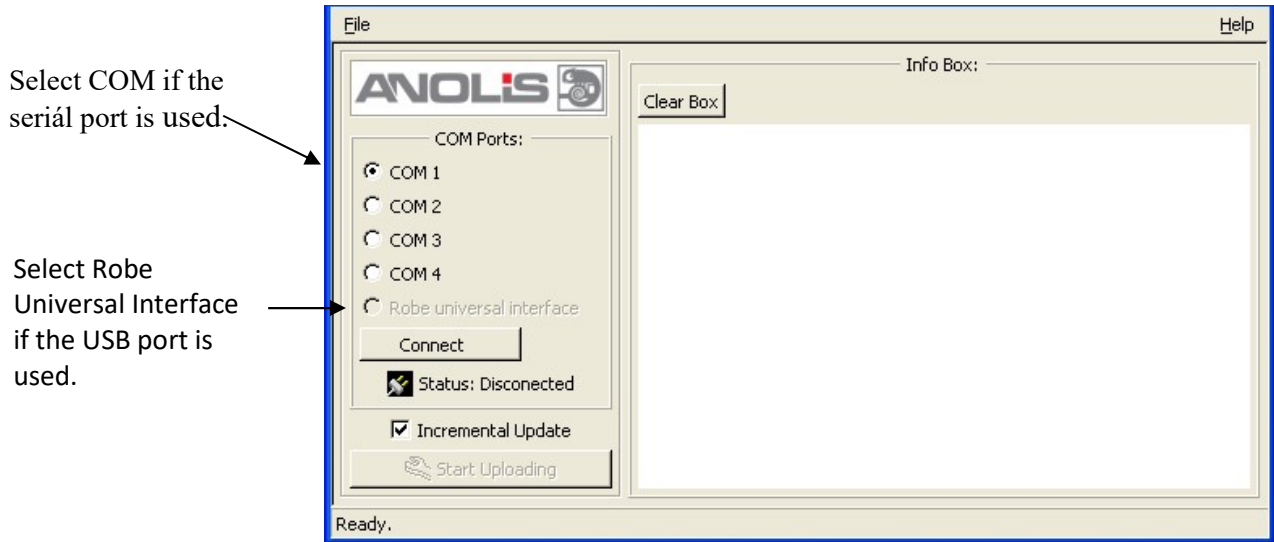 Select COM if the
seriál port is used.
Select Robe
Universal Interface
if the USB port is
used.
File
Help
ANOLiS
COM Ports:
COM 1
COM 2
COM 3
COM 4
Robe universal interface
Connect
Status: Disconected
Incremental Update
Start Uploading
Info Box:
Clear Box
Ready.